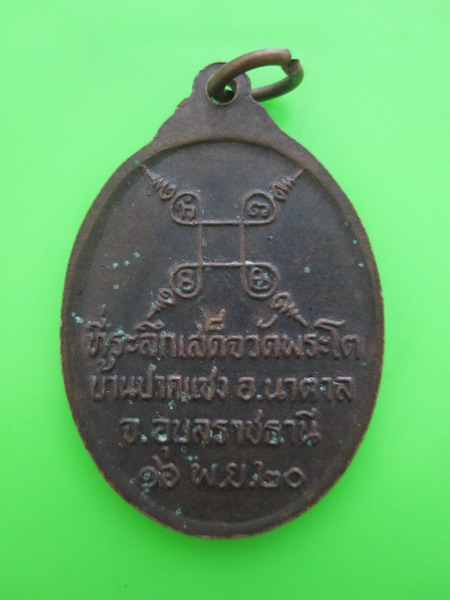 ที่ระลึกเสด็จวัดพระโต
บ้านปากแซง อ.นาตาล
จ.อุบลราชธานี
๑๖ พ.ย.๒๐